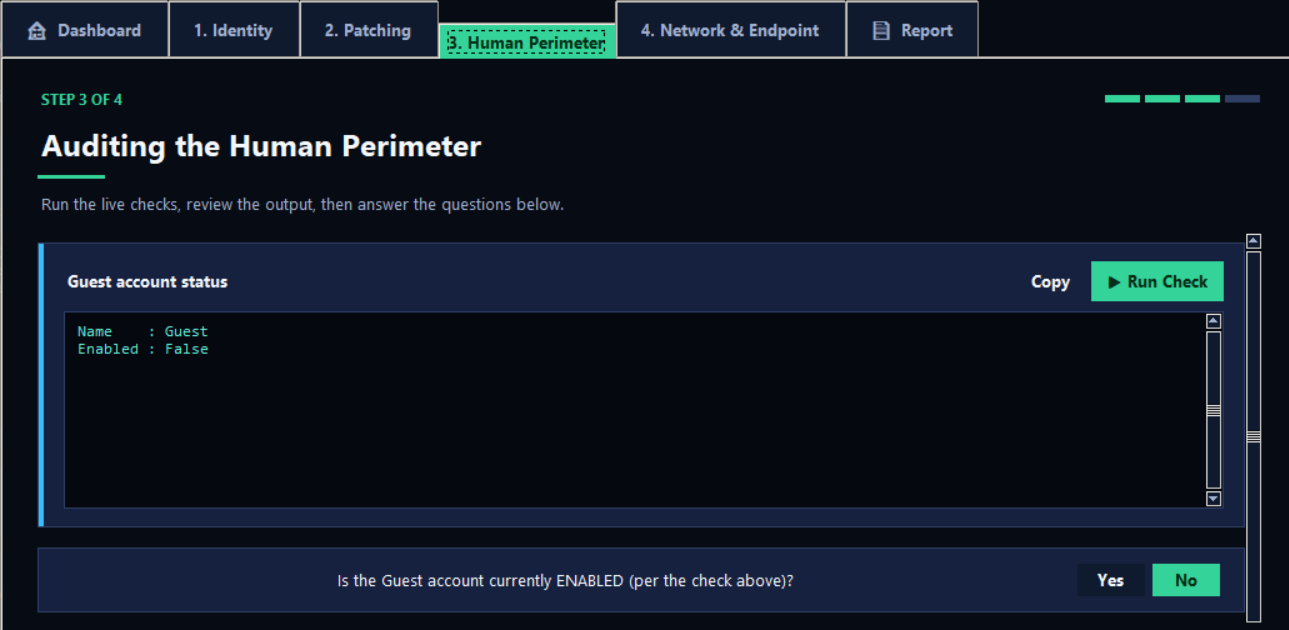 Dashboard
1. Identity
2. Patching
3. Human Perimeter
4. Network & Endpoint
Report
STEP 3 OF 4
Auditing the Human Perimeter
Run the live checks, review the output, then answer the questions below.
Guest account status
Copy
▶ Run Check
Name    : Guest
Enabled : False
Is the Guest account currently ENABLED (per the check above)?
Yes
No